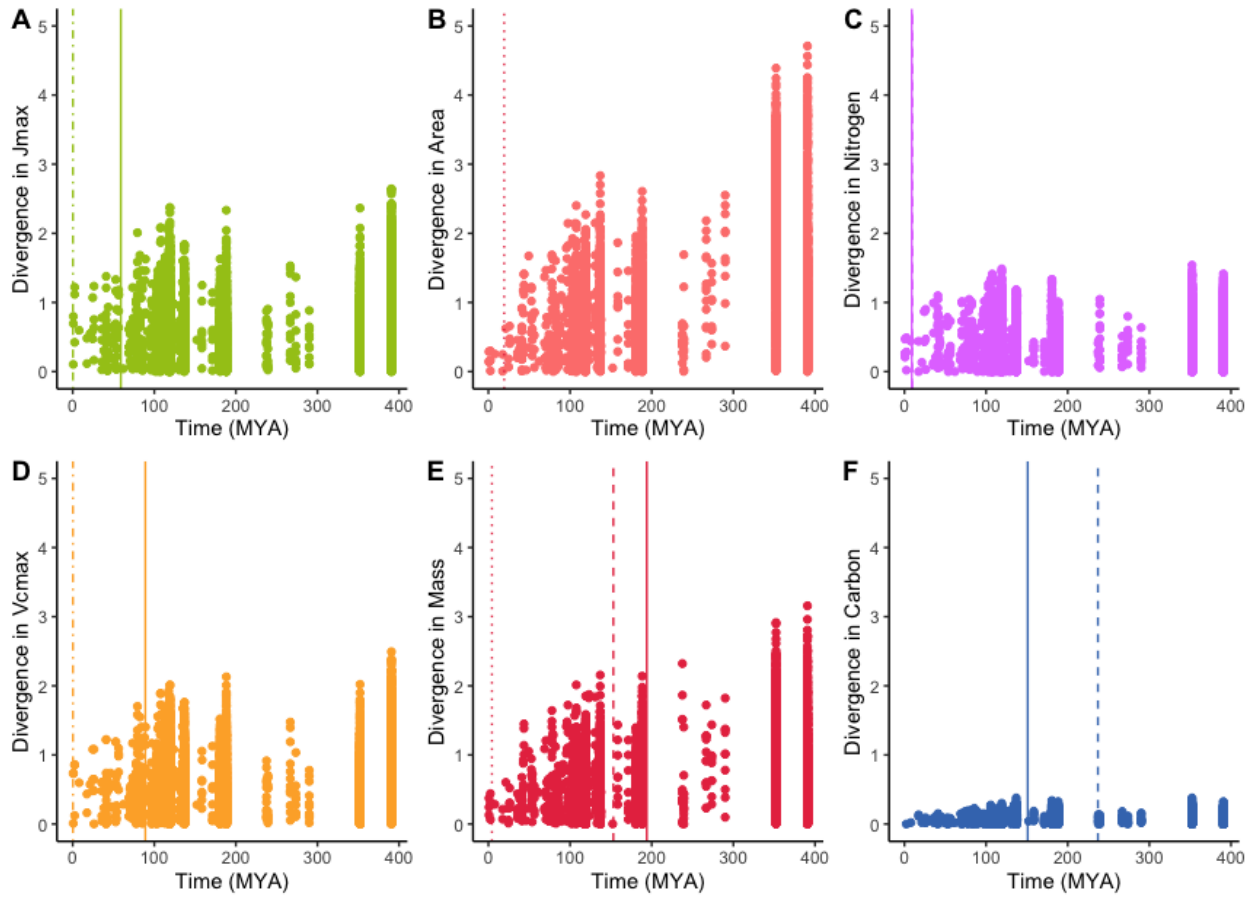 A
Divergence in Jmax
5
4
3
2
1
0
0 100 200 300 400
Time (MYA)
B
Divergence in Area
5
4
3
2
1
0
0 100 200 300 400
Time (MYA)
C
Divergence in Nitrogen
5
4
3
2
1
0
0 100 200 300 400
Time (MYA)
D
Divergence in Vcmax
5
4
3
2
1
0
0 100 200 300 400
Time (MYA)
E
Divergence in Mass
5
4
3
2
1
0
0 100 200 300 400
Time (MYA)
F
Divergence in Carbon
5
4
3
2
1
0
0 100 200 300 400
Time (MYA)